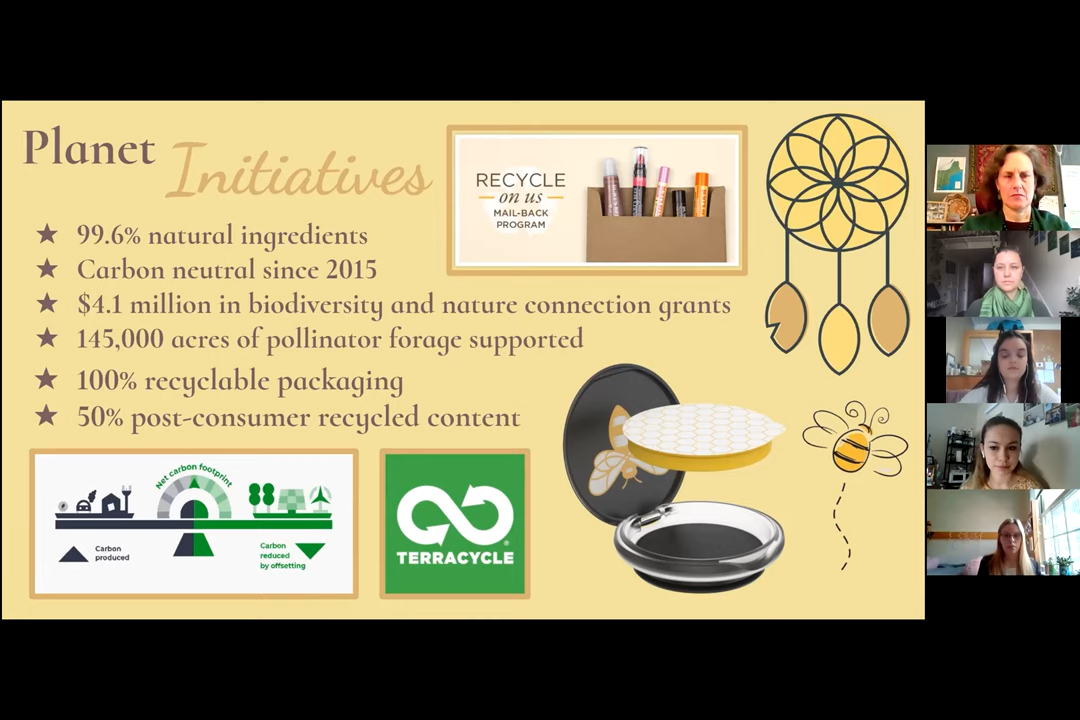 Planet Initiatives
★ 99.6% natural ingredients
★ Carbon neutral since 2015
★ $4.1 million in biodiversity and nature connection grants
★ 145,000 acres of pollinator forage supported
★ 100% recyclable packaging
★ 50% post-consumer recycled content
RECYCLE
on us
MAIL-BACK
PROGRAM
Net carbon footprint
Carbon
produced
Carbon
reduced
by offsetting
TERRACYCLE®